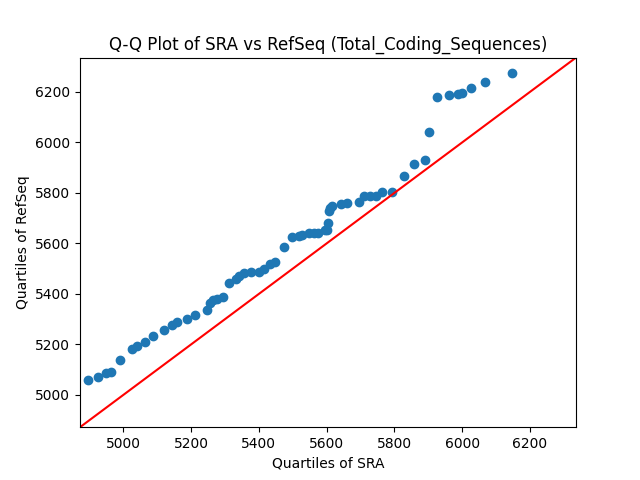 Q-Q Plot of SRA vs RefSeq (Total_Coding_Sequences)
Quartiles of RefSeq
6200
6000
5800
5600
5400
5200
5000
5000 5200 5400 5600 5800 6000 6200
Quartiles of SRA